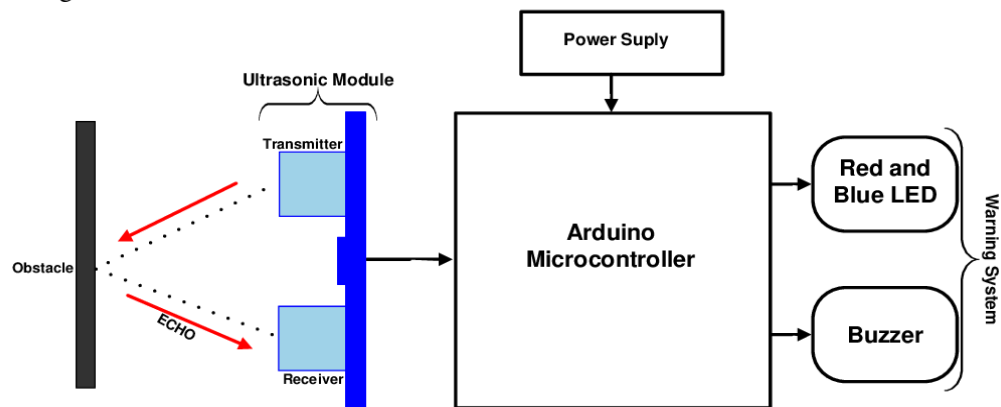 Power Suply
Ultrasonic Module
Transmitter
Obstacle
ECHO
Receiver
Arduino
Microcontroller
Red and
Blue LED
Buzzer
Warning System